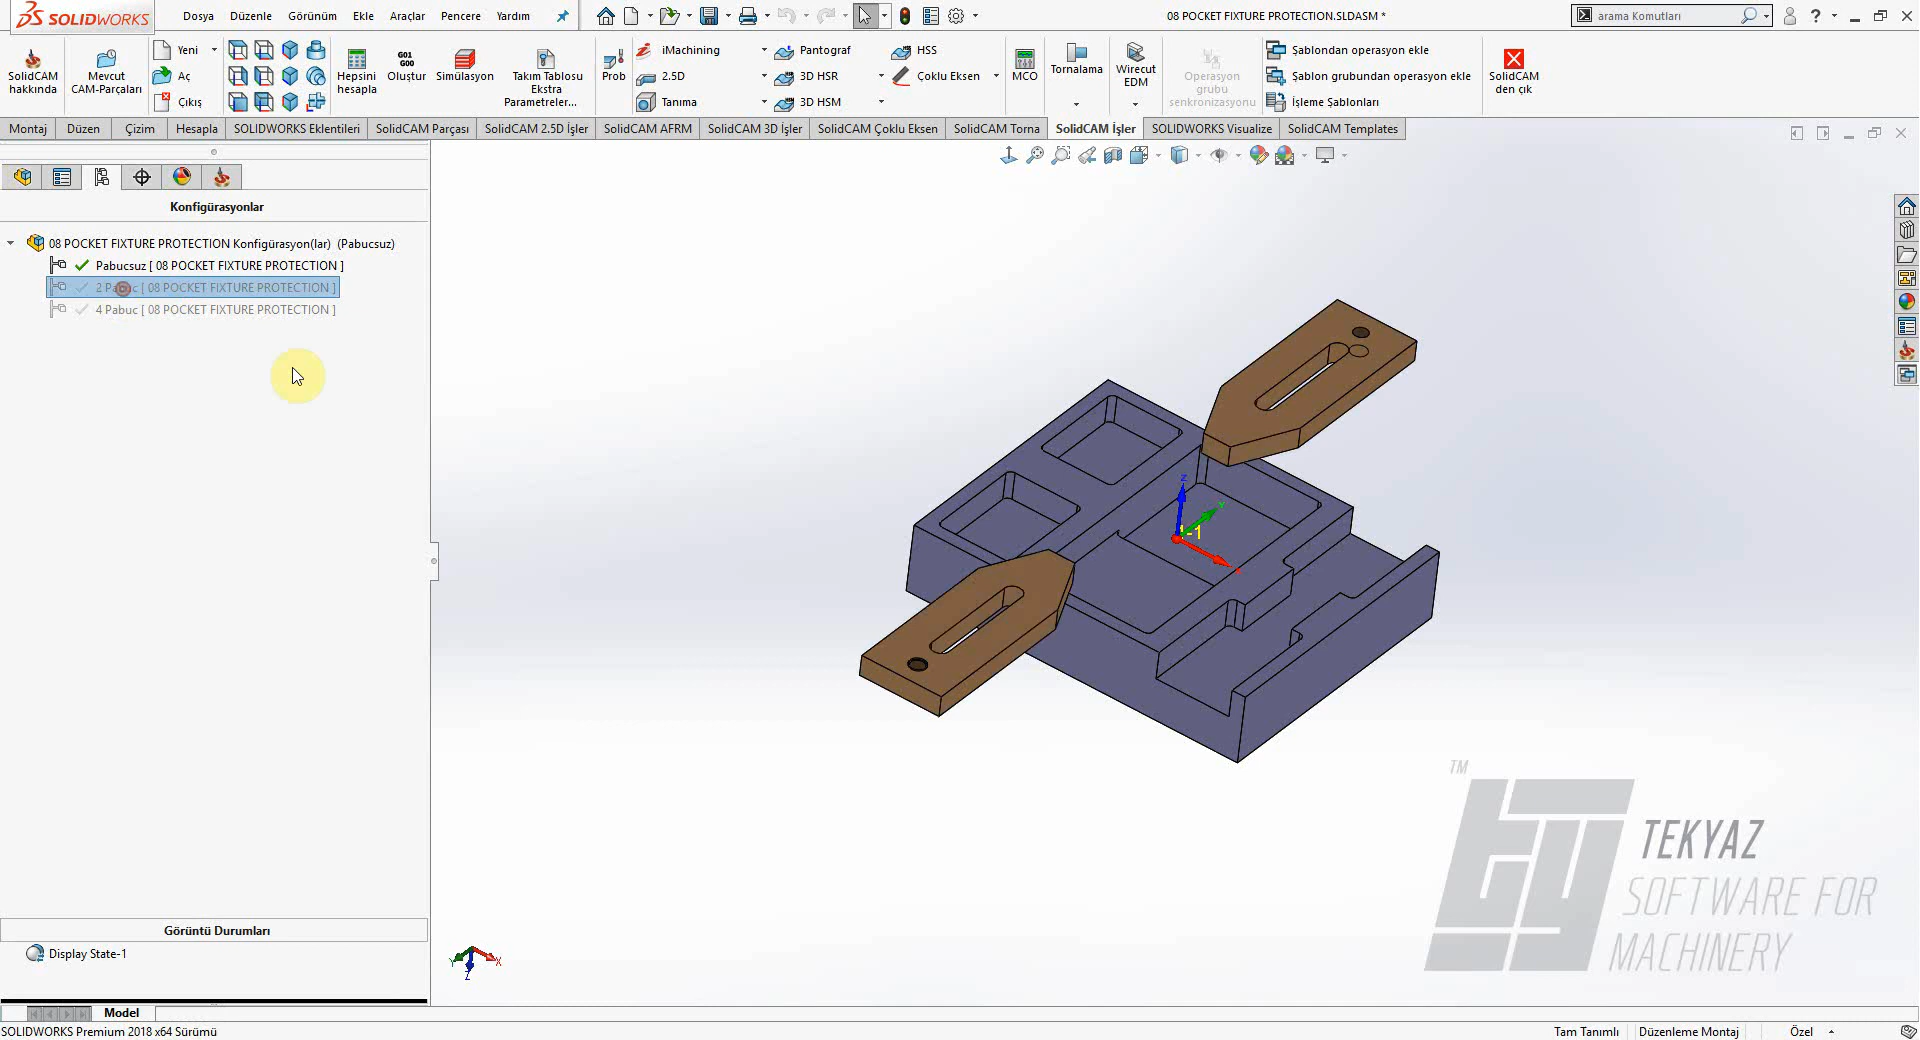 SOLIDWORKS
Dosya
Düzenle
Görünüm
Ekle
Araçlar
Pencere
Yardım
08 POCKET FIXTURE PROTECTION.SLDASM *
arama Komutları
SolidCAM hakkında
Mevcut CAM-Parçaları
Yeni
Aç
Çıkış
Hepsini hesapla
G01 G00
Oluştur
Simülasyon
Takım Tablosu Ekstra Parametreler...
Prob
iMachining
2.5D
Tanıma
Pantograf
3D HSR
3D HSM
HSS
Çoklu Eksen
MCO
Tornalama
Wirecut EDM
Operasyon grubu senkronizasyonu
Şablondan operasyon ekle
Şablon grubundan operasyon ekle
İşleme Şablonları
SolidCAM den çık
Montaj
Düzen
Çizim
Hesapla
SOLIDWORKS Eklentileri
SolidCAM Parçası
SolidCAM 2.5D İşler
SolidCAM AFRM
SolidCAM 3D İşler
SolidCAM Çoklu Eksen
SolidCAM Torna
SolidCAM İşler
SOLIDWORKS Visualize
SolidCAM Templates
Konfigürasyonlar
08 POCKET FIXTURE PROTECTION Konfigürasyon(lar) (Pabucsuz)
Pabucsuz [ 08 POCKET FIXTURE PROTECTION ]
2 Pabuc [ 08 POCKET FIXTURE PROTECTION ]
4 Pabuc [ 08 POCKET FIXTURE PROTECTION ]
Z
Y
TM
TEKYAZ
SOFTWARE FOR
MACHINERY
Görüntü Durumları
Display State-1
Y
X
Z
Model
SOLIDWORKS Premium 2018 x64 Sürümü
Tam Tanımlı
Düzenleme Montaj
Özel